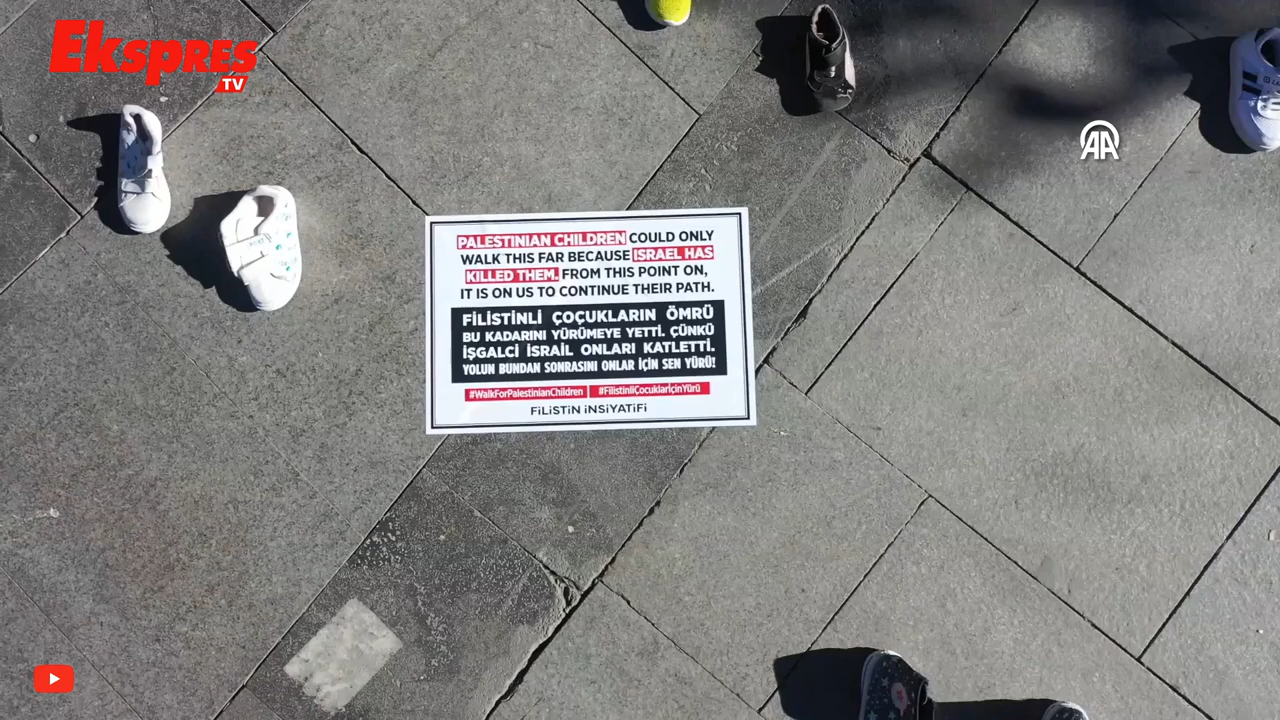 Ekspres
TV
AA
PALESTINIAN CHILDREN COULD ONLY
WALK THIS FAR BECAUSE ISRAEL HAS
KILLED THEM. FROM THIS POINT ON,
IT IS ON US TO CONTINUE THEIR PATH.
FİLİSTİNLİ ÇOÇUKLARIN ÖMRÜ
BU KADARINI YÜRÜMEYE YETTİ. ÇÜNKÜ
İŞGALCİ İSRAİL ONLARI KATLETTİ.
YOLUN BUNDAN SONRASINI ONLAR İÇİN SEN YÜRÜ!
#WalkForPalestinianChildren #FilistinliÇocuklarİçinYürü
FİLİSTİN İNSİYATİFİ